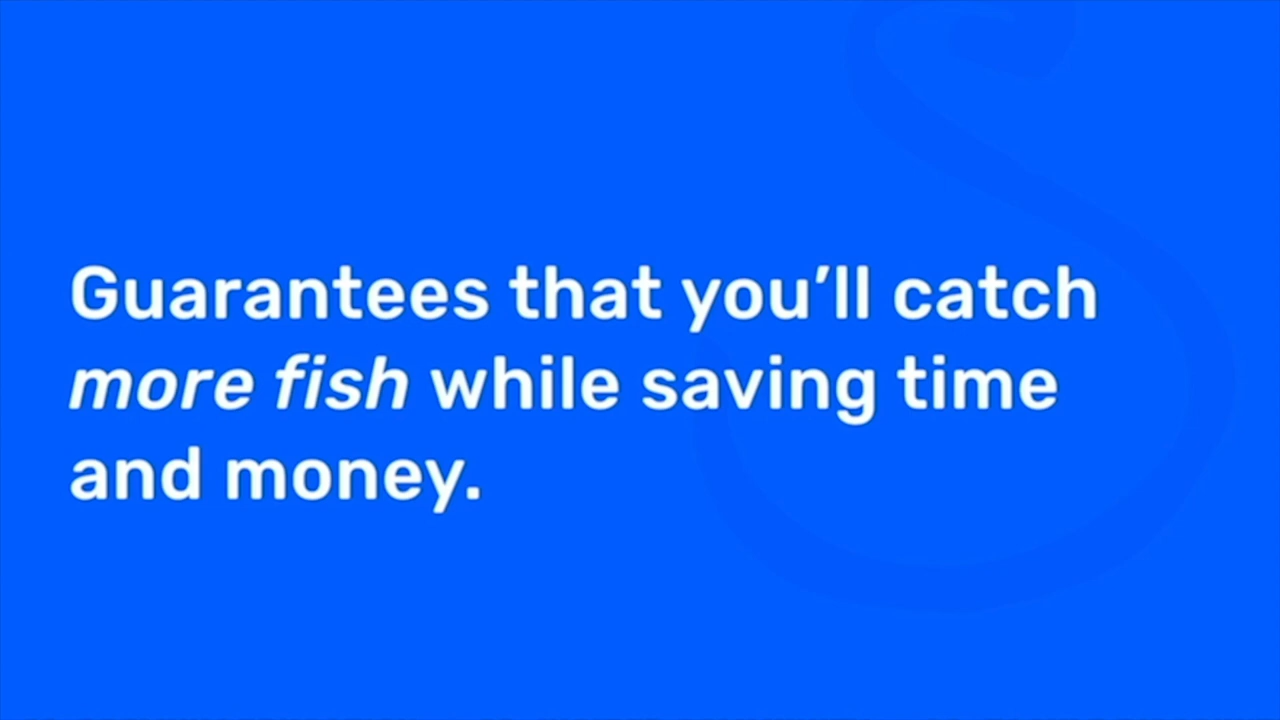 Guarantees that you’ll catch
more fish while saving time
and money.